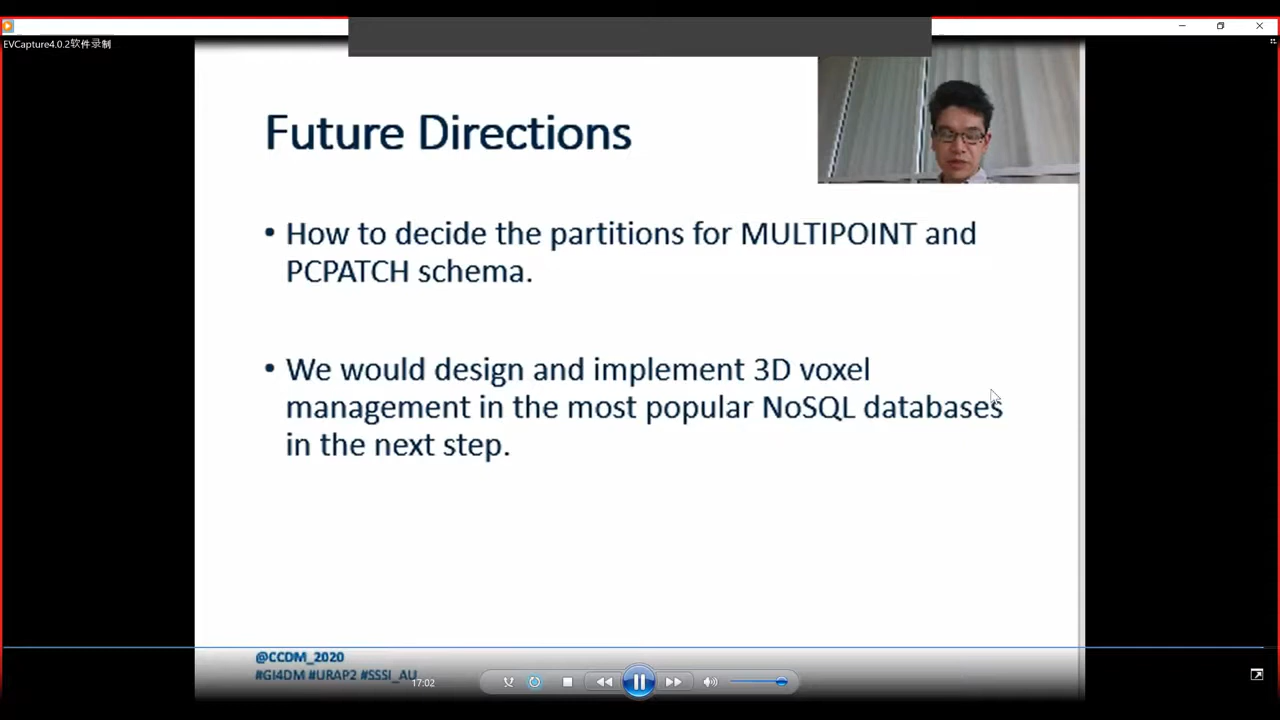 EVCapture4.0.2软件录制
Future Directions
• How to decide the partitions for MULTIPOINT and
PCPATCH schema.
• We would design and implement 3D voxel
management in the most popular NoSQL databases
in the next step.
@CCDM_2020
#GI4DM #URAP2 #SSSI_AU
17:02